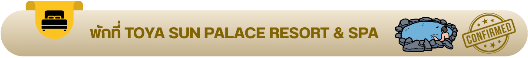 พักที่ TOYA SUN PALACE RESORT & SPA
CONFIRMED